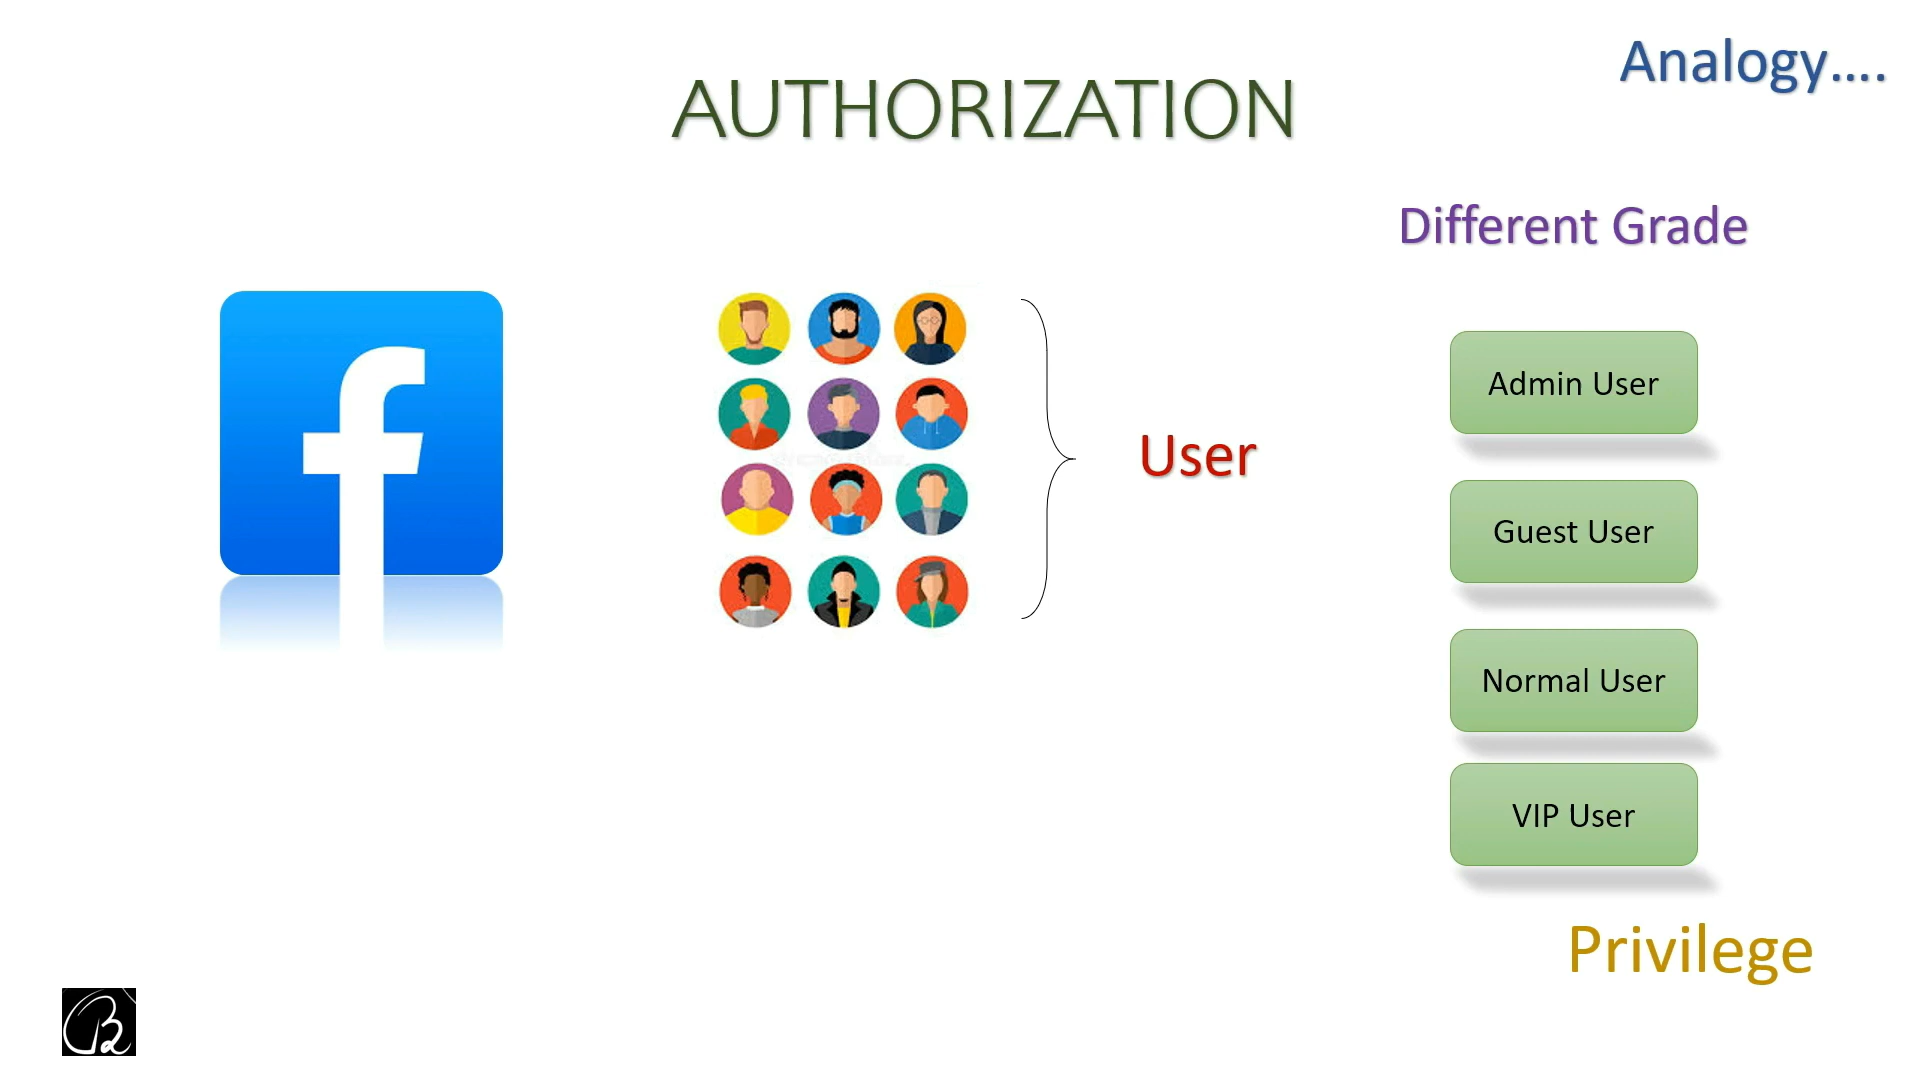 Analogy....
AUTHORIZATION
Different Grade
Admin User
Guest User
User
Normal User
VIP User
Privilege